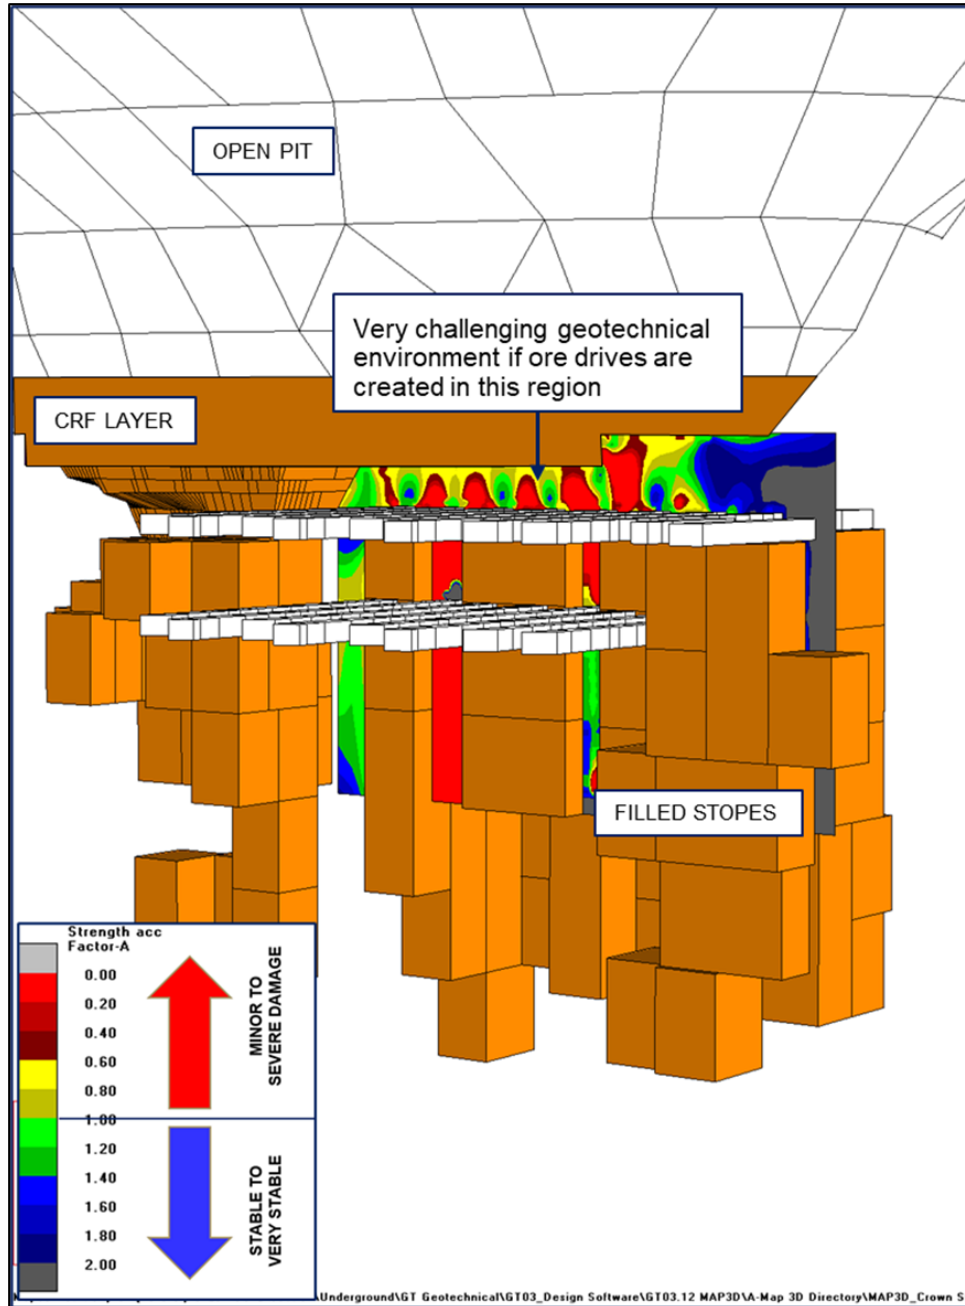 OPEN PIT
Very challenging geotechnical
environment if ore drives are
created in this region
CRF LAYER
FILLED STOPES
Strength acc
Factor-A
0.00
0.20
0.40
0.60
0.80
1.00
1.20
1.40
1.60
1.80
2.00
MINOR TO
SEVERE DAMAGE
STABLE TO
VERY STABLE
Underground\GT Geotechnical\GT03_Design Software\GT03.12 MAP3D\A-Map 3D Directory\MAP3D_Crown S